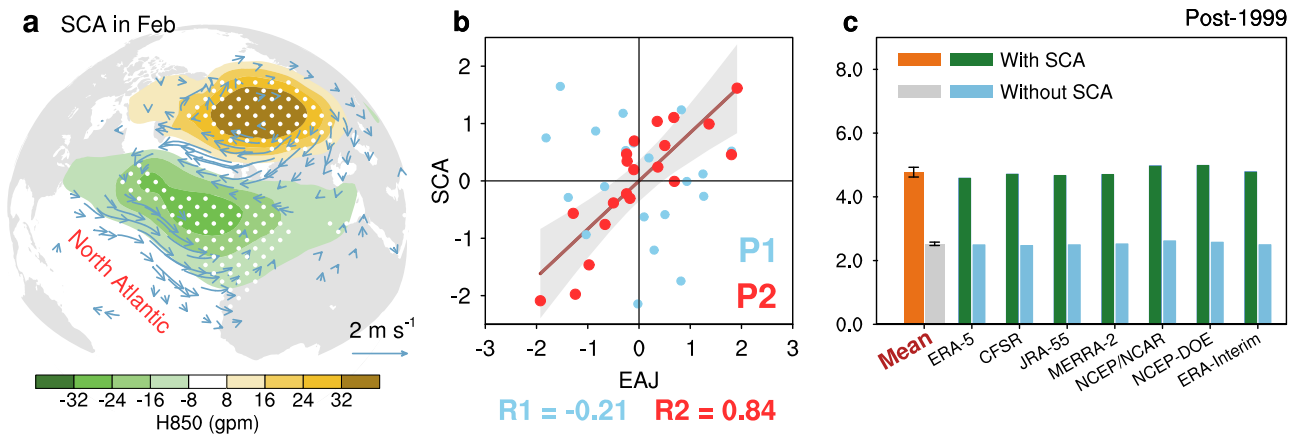 a SCA in Feb
North Atlantic
2 m s⁻¹
-32 -24 -16 -8 8 16 24 32
H850 (gpm)
b
SCA
2
1
0
-1
-2
P1
P2
-3 -2 -1 0 1 2 3
EAJ
R1 = -0.21 R2 = 0.84
c Post-1999
8.0
6.0
4.0
2.0
0.0
With SCA
Without SCA
Mean
ERA-5
CFSR
JRA-55
MERRA-2
NCEP/NCAR
NCEP-DOE
ERA-Interim